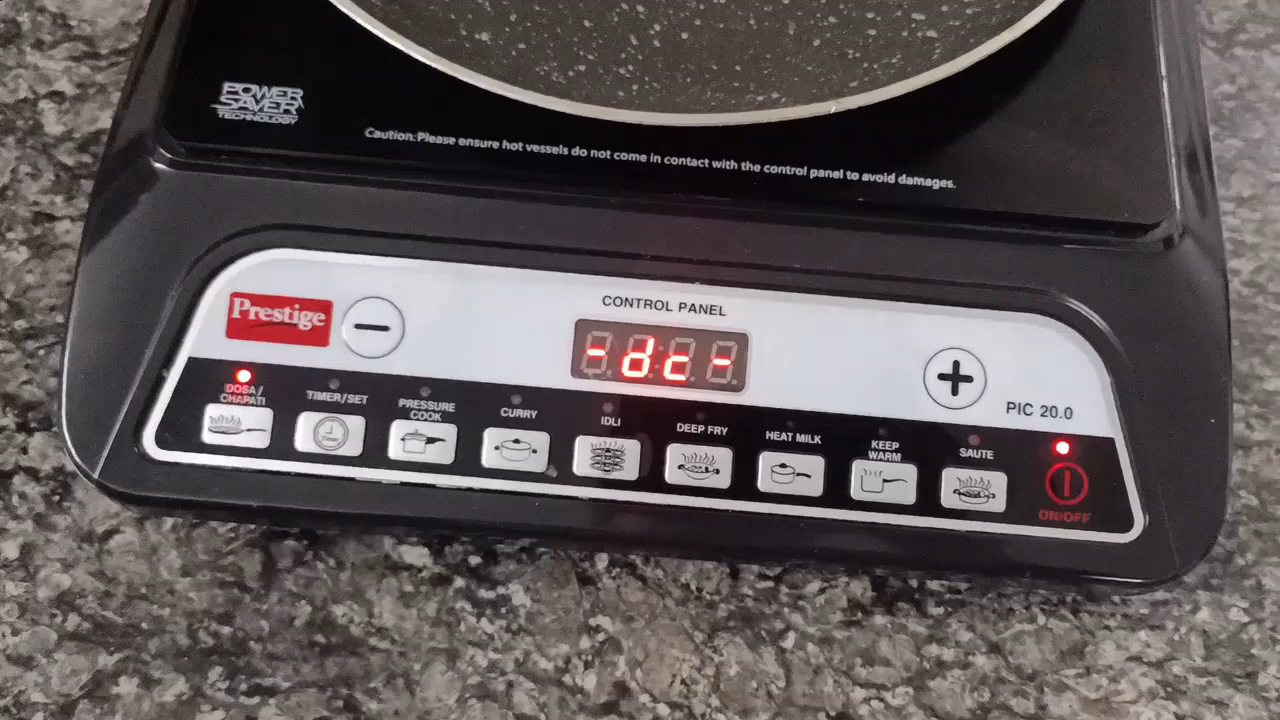 POWER
SAVER
TECHNOLOGY
Caution:Please ensure hot vessels do not come in contact with the control panel to avoid damages.
CONTROL PANEL
Prestige
-dc-
PIC 20.0
DOSA/
CHAPATI
TIMER/SET
PRESSURE
COOK
CURRY
IDLI
DEEP FRY
HEAT MILK
KEEP
WARM
SAUTE
ON/OFF